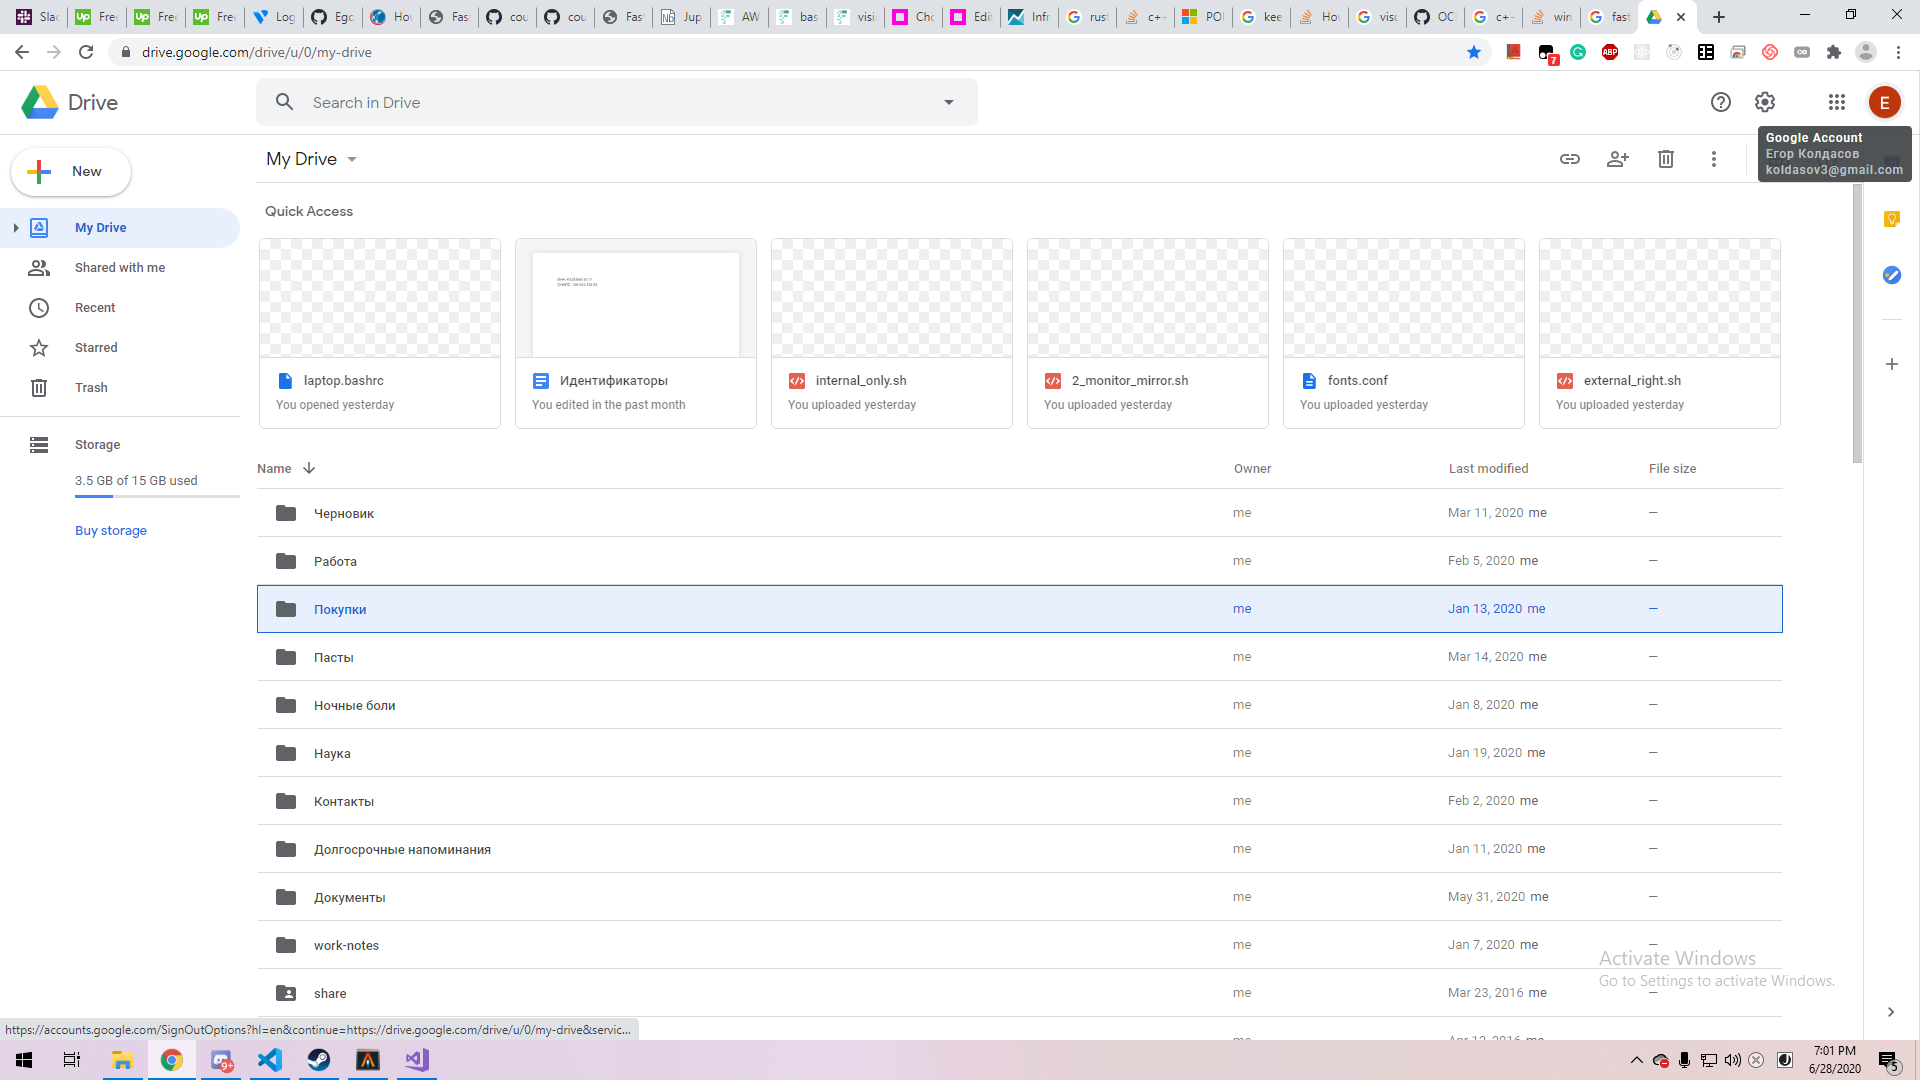 Slac
Free
Free
Free
Log
Ego
Hov
Fas
cou
cou
Fas
Jup
AW
bas
visi
Cho
Edit
Infr
rust
c++
POI
kee
Hov
visu
OC
c++
win
fast
drive.google.com/drive/u/0/my-drive
7
ABP
Drive
Search in Drive
E
Google Account
Егор Колдасов
koldasov3@gmail.com
New
My Drive
My Drive
Shared with me
Recent
Starred
Trash
Storage
3.5 GB of 15 GB used
Buy storage
Quick Access
laptop.bashrc
You opened yesterday
Идентификаторы
You edited in the past month
internal_only.sh
You uploaded yesterday
2_monitor_mirror.sh
You uploaded yesterday
fonts.conf
You uploaded yesterday
external_right.sh
You uploaded yesterday
Name Owner Last modified File size
Черновик me Mar 11, 2020 me —
Работа me Feb 5, 2020 me —
Покупки me Jan 13, 2020 me —
Пасты me Mar 14, 2020 me —
Ночные боли me Jan 8, 2020 me —
Наука me Jan 19, 2020 me —
Контакты me Feb 2, 2020 me —
Долгосрочные напоминания me Jan 11, 2020 me —
Документы me May 31, 2020 me —
work-notes me Jan 7, 2020 me —
share me Mar 23, 2016 me —
Activate Windows
Go to Settings to activate Windows.
https://accounts.google.com/SignOutOptions?hl=en&continue=https://drive.google.com/drive/u/0/my-drive&servic...
9+
7:01 PM
6/28/2020
5